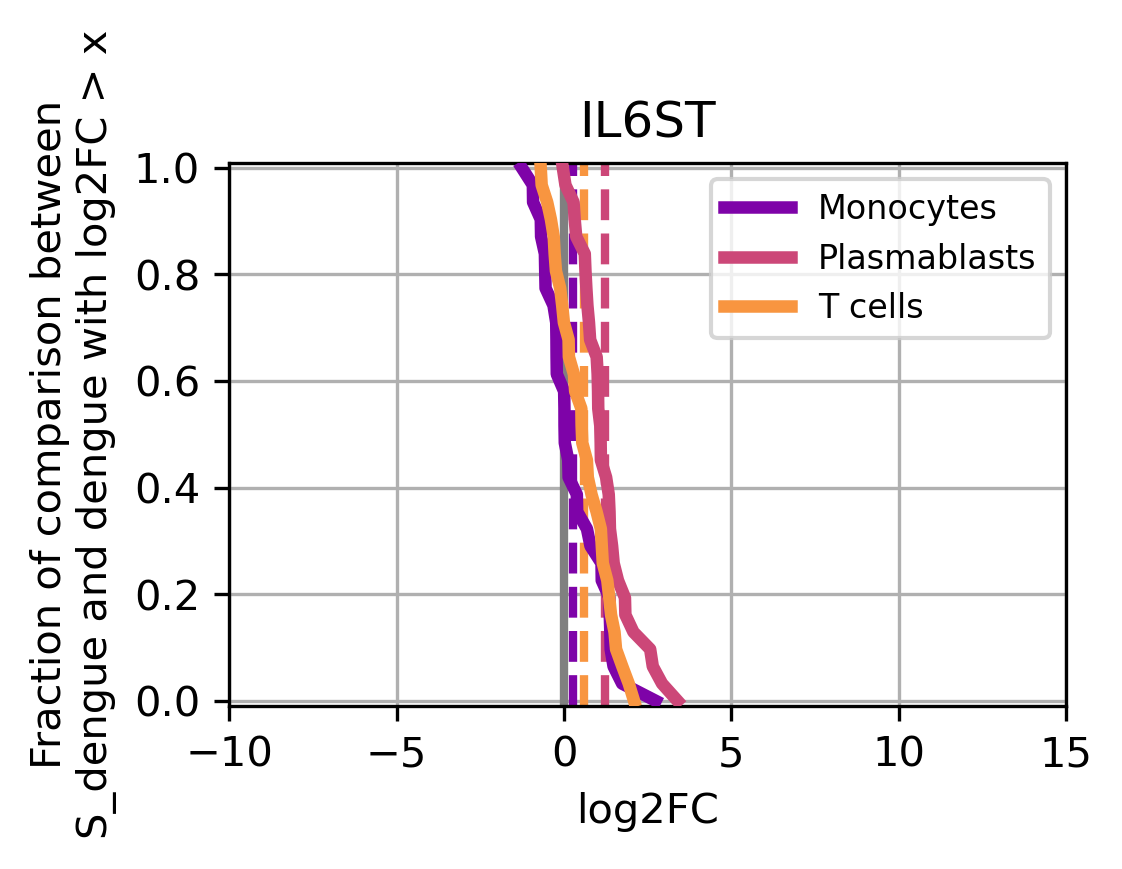 IL6ST
Fraction of comparison between
S_dengue and dengue with log2FC > x
1.0
0.8
0.6
0.4
0.2
0.0
Monocytes
Plasmablasts
T cells
−10
−5
0
5
10
15
log2FC